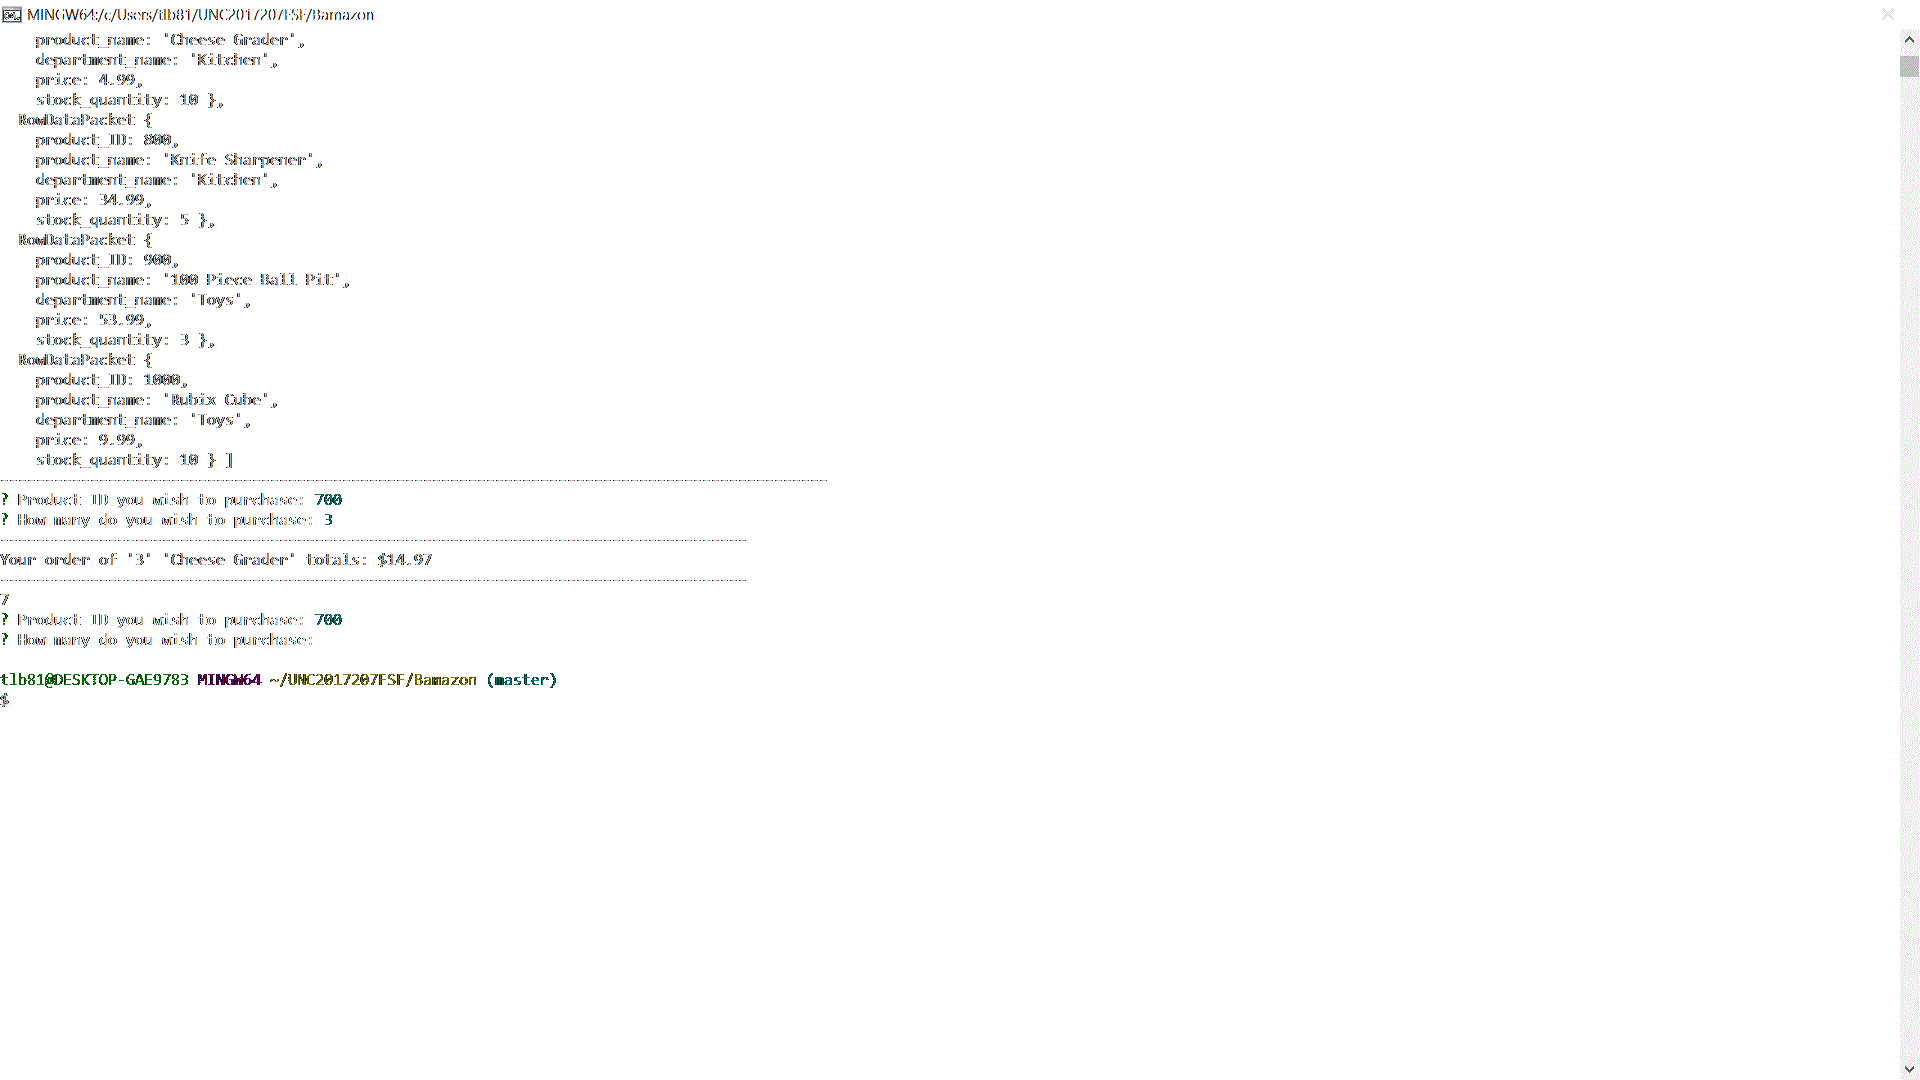 MINGW64:/c/Users/tlb81/UNC2017207FSF/Bamazon
product_name: 'Cheese Grader',
department_name: 'Kitchen',
price: 4.99,
stock_quantity: 10 },
RowDataPacket {
product_ID: 800,
product_name: 'Knife Sharpener',
department_name: 'Kitchen',
price: 34.99,
stock_quantity: 5 },
RowDataPacket {
product_ID: 900,
product_name: '100 Piece Ball Pit',
department_name: 'Toys',
price: 53.99,
stock_quantity: 3 },
RowDataPacket {
product_ID: 1000,
product_name: 'Rubix Cube',
department_name: 'Toys',
price: 9.99,
stock_quantity: 10 } ]
? Product ID you wish to purchase: 700
? How many do you wish to purchase: 3
Your order of '3' 'Cheese Grader' totals: $14.97
7
? Product ID you wish to purchase: 700
? How many do you wish to purchase:
tlb81@DESKTOP-GAE9783 MINGW64 ~/UNC2017207FSF/Bamazon (master)
$